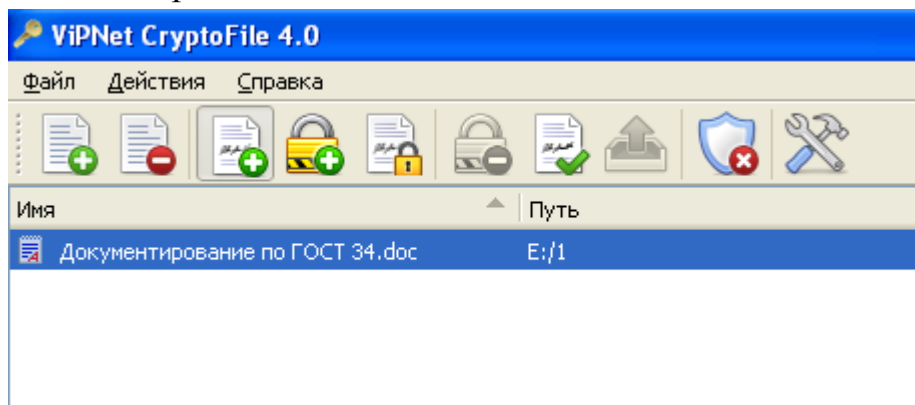 ViPNet CryptoFile 4.0
Файл Действия Справка
Имя Путь
Документирование по ГОСТ 34.doc E:/1